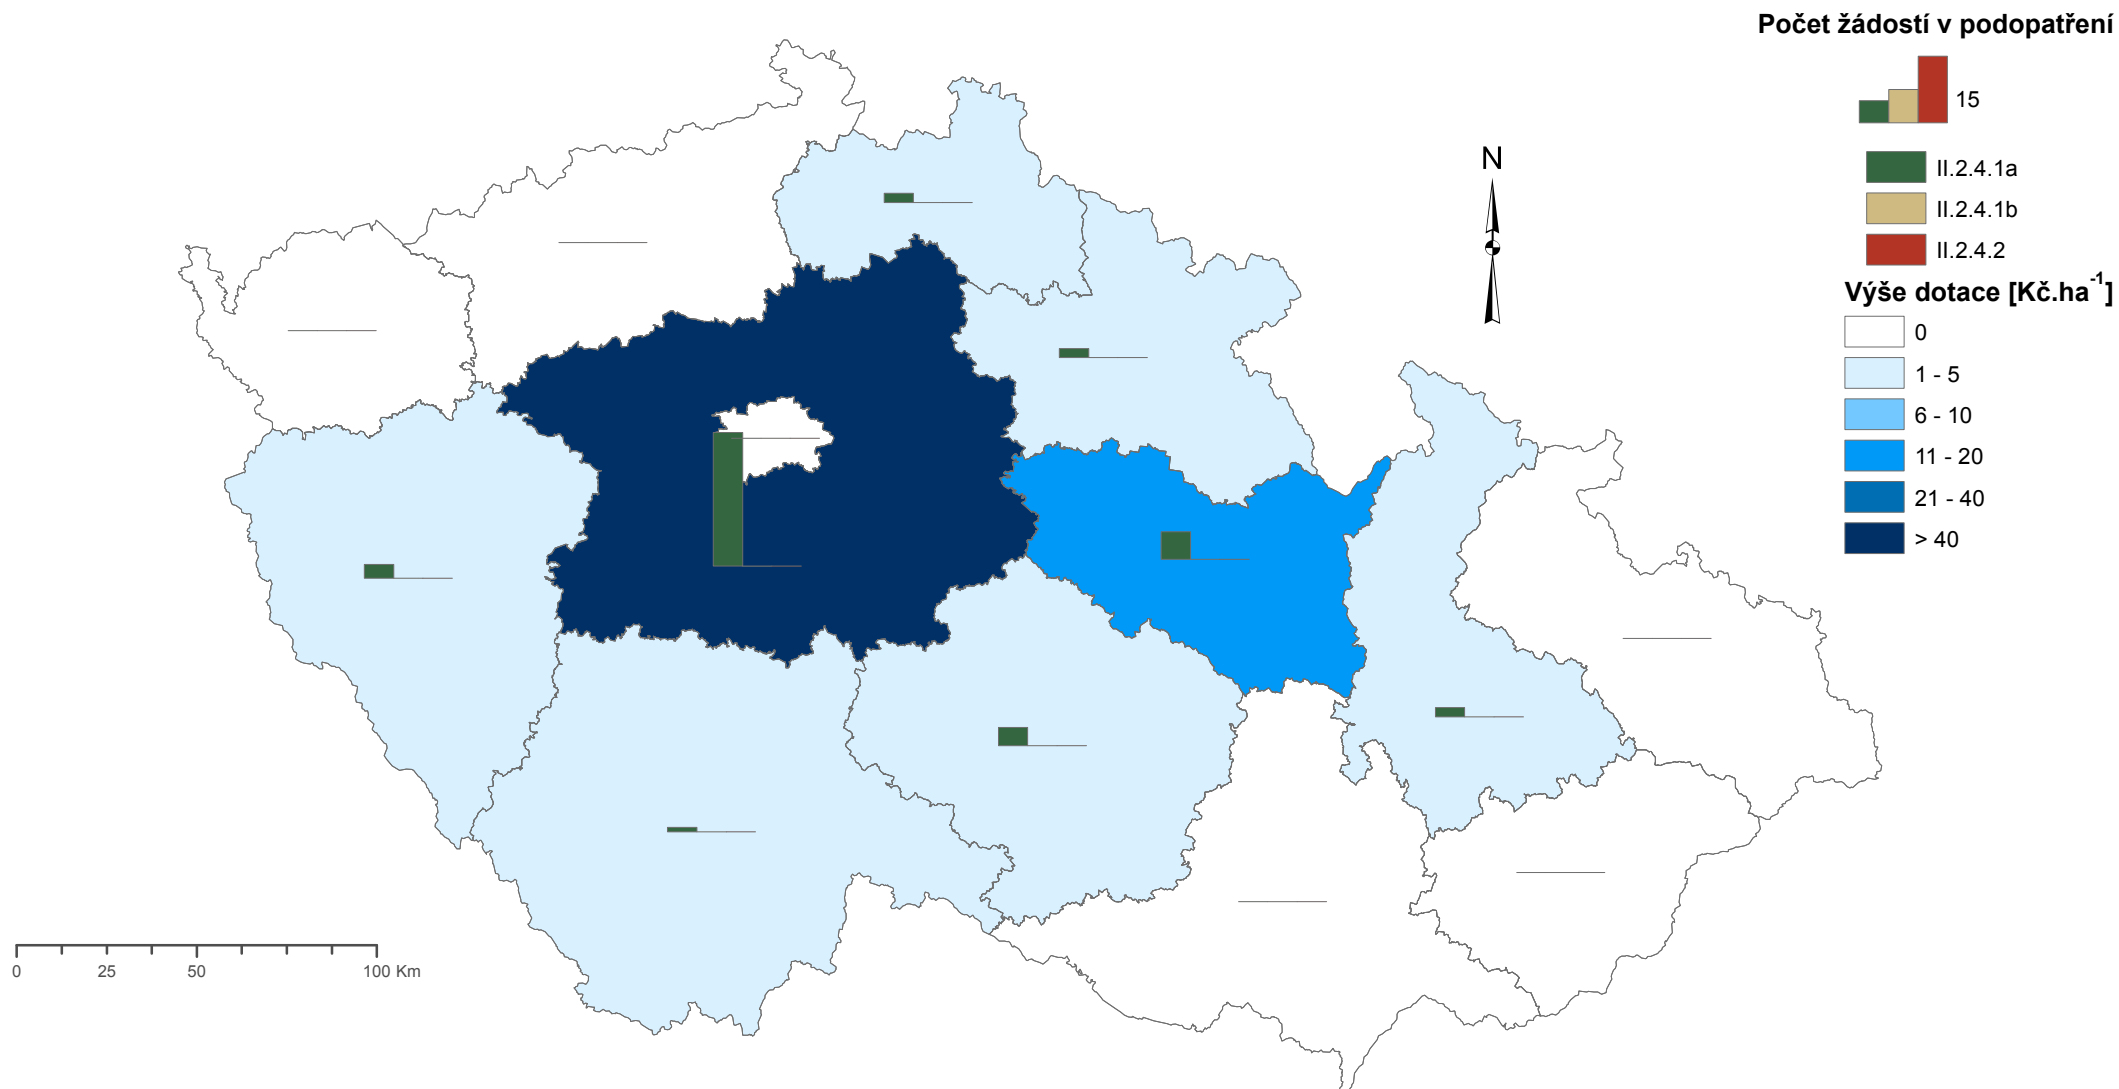 Počet žádostí v podopatření
15
II.2.4.1a
II.2.4.1b
II.2.4.2
Výše dotace [Kč.ha⁻¹]
0
1 - 5
6 - 10
11 - 20
21 - 40
> 40
N
0 25 50 100 Km